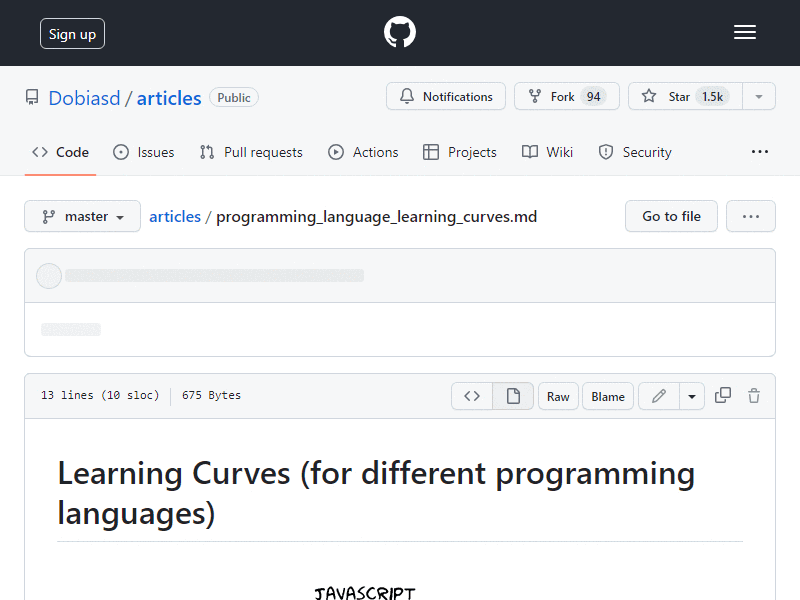 Sign up
Dobiasd / articles Public
Notifications Fork 94 Star 1.5k
Code Issues Pull requests Actions Projects Wiki Security
master articles / programming_language_learning_curves.md Go to file
13 lines (10 sloc) 675 Bytes Raw Blame
Learning Curves (for different programming
languages)
JAVASCRIPT